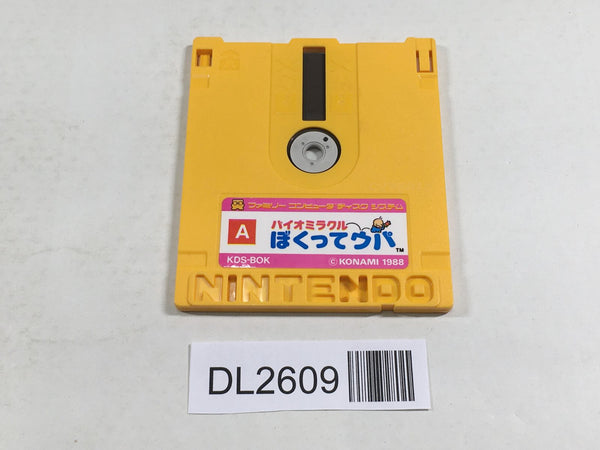 ファミリー コンピュータ ディスク システム
A
バイオミラクル
ぼくってウパ™
KDS-BOK
© KONAMI 1988
NINTENDO
DL2609